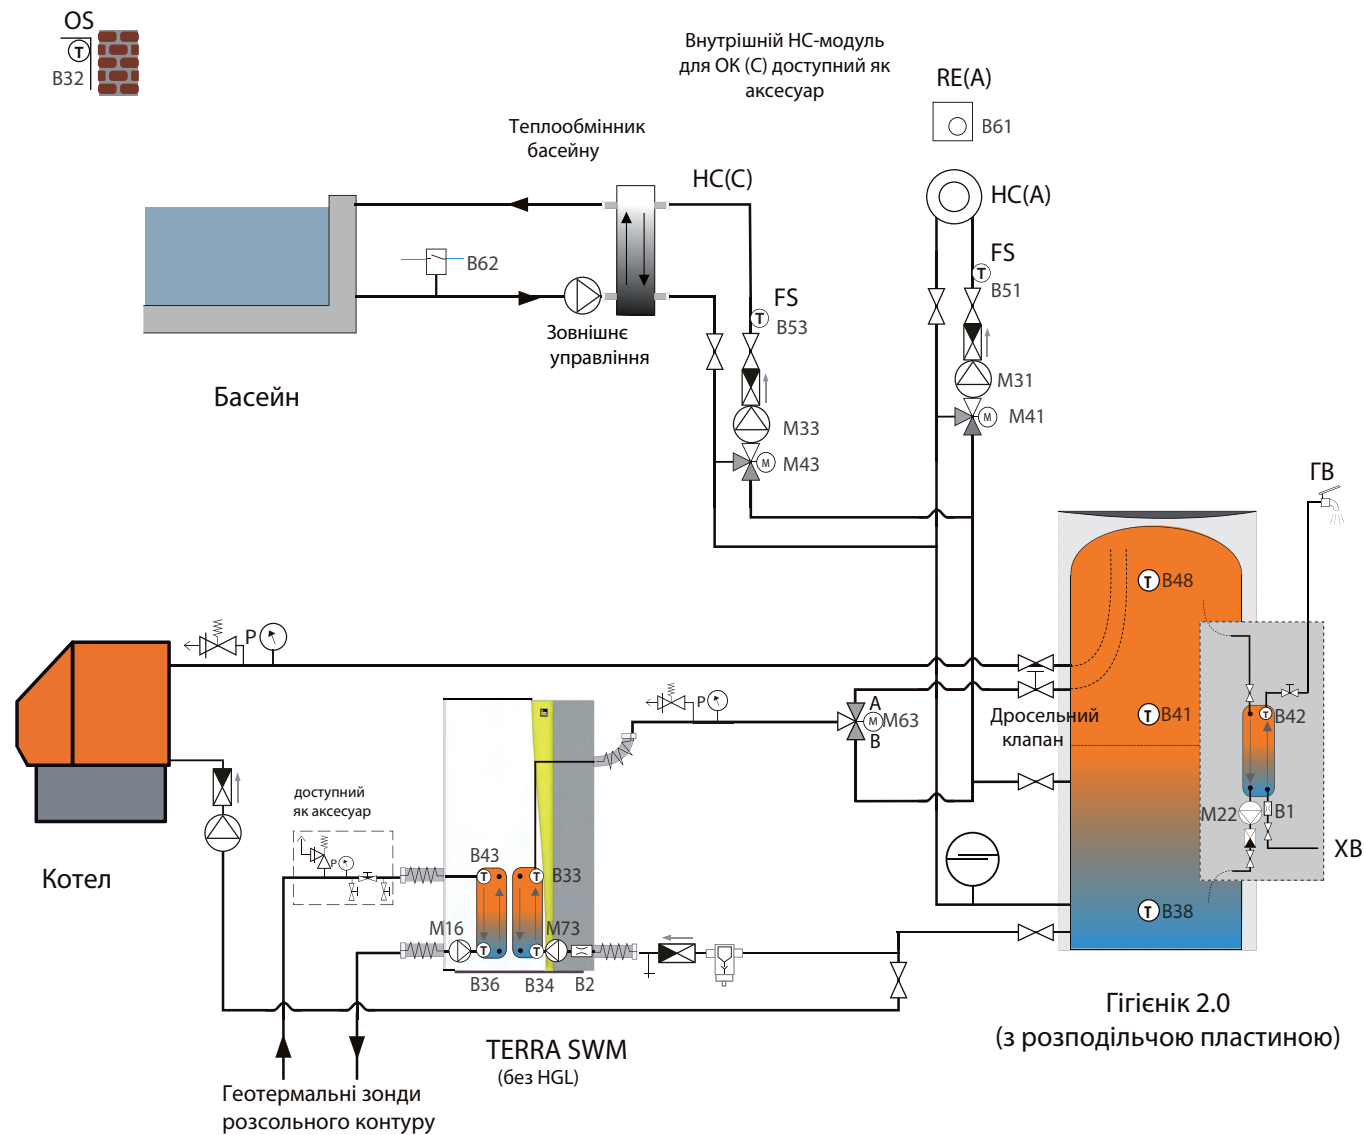 OS
T
B32
Внутрішній НС-модуль
для ОК (С) доступний як
аксесуар
RE(A)
B61
Теплообмінник
басейну
HC(C)
HC(A)
B62
FS
T
B53
FS
T
B51
Зовнішнє
управління
Басейн
M31
M
M41
M33
M
M43
ГВ
T
B48
P
A
M
M63
B
P
Дросельний
клапан
T
B41
T
B42
M22
B1
ХВ
T
B38
Котел
доступний
як аксесуар
P
B43
T
T
B33
M16
T
T
M73
B36
B34
B2
TERRA SWM
(без HGL)
Геотермальні зонди
розсольного контуру
Гігієнік 2.0
(з розподільчою пластиною)